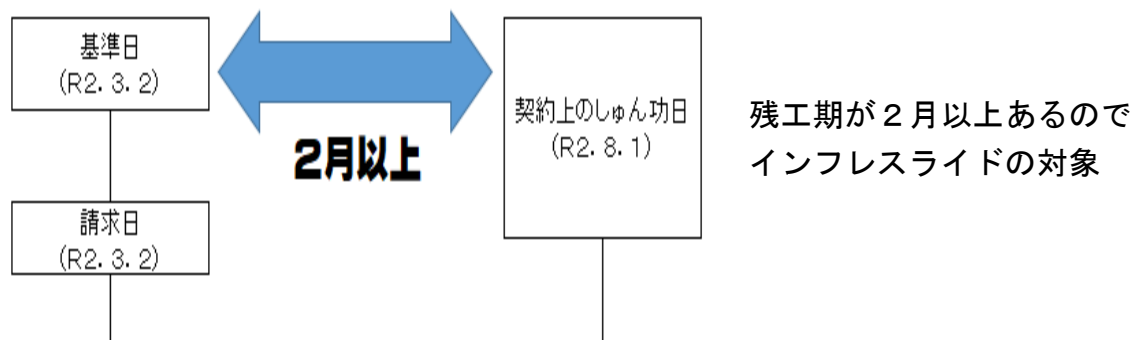 基準日
(R2.3.2)
2月以上
契約上のしゅん功日
(R2.8.1)
残工期が２月以上あるので
インフレスライドの対象
請求日
(R2.3.2)